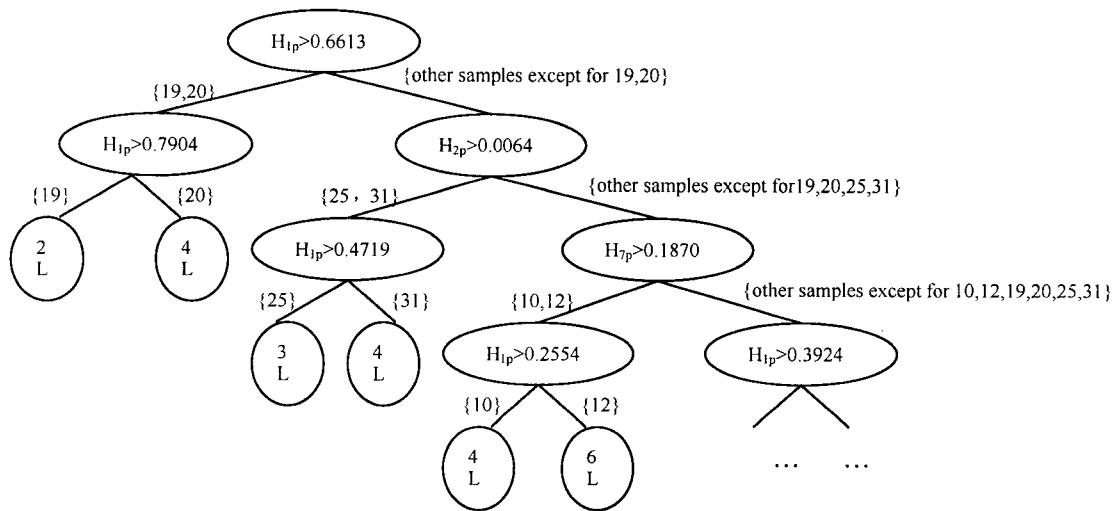 H1p>0.6613
{19,20}
{other samples except for 19,20}
H1p>0.7904
H2p>0.0064
{19}
{20}
{25，31}
{other samples except for19,20,25,31}
2
L
4
L
H1p>0.4719
H7p>0.1870
{25}
{31}
{10,12}
{other samples except for 10,12,19,20,25,31}
3
L
4
L
H1p>0.2554
H1p>0.3924
{10}
{12}
4
L
6
L
...
...